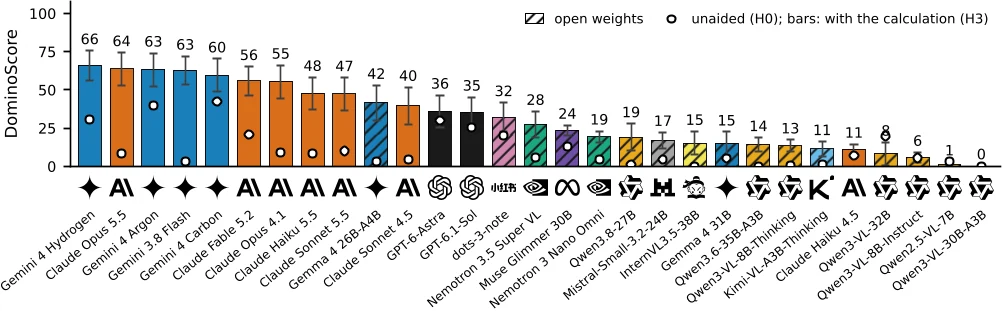 100
75
50
25
0
DominoScore
open weights
unaided (H0); bars: with the calculation (H3)
66
64
63
63
60
56
55
48
47
42
40
36
35
32
28
24
19
19
17
15
15
14
13
11
11
8
6
1
0
小红书
Gemini 4 Hydrogen
Claude Opus 5.5
Gemini 4 Argon
Gemini 3.8 Flash
Gemini 4 Carbon
Claude Fable 5.2
Claude Opus 4.1
Claude Haiku 5.5
Claude Sonnet 5.5
Gemma 4 26B-A4B
Claude Sonnet 4.5
GPT-6-Astra
GPT-6.1-Sol
dots-3-note
Nemotron 3.5 Super VL
Muse Glimmer 30B
Nemotron 3 Nano Omni
Qwen3.8-27B
Mistral-Small-3.2-24B
InternVL3.5-38B
Gemma 4 31B
Qwen3.6-35B-A3B
Qwen3-VL-8B-Thinking
Kimi-VL-A3B-Thinking
Claude Haiku 4.5
Qwen3-VL-32B
Qwen3-VL-8B-Instruct
Qwen2.5-VL-7B
Qwen3-VL-30B-A3B